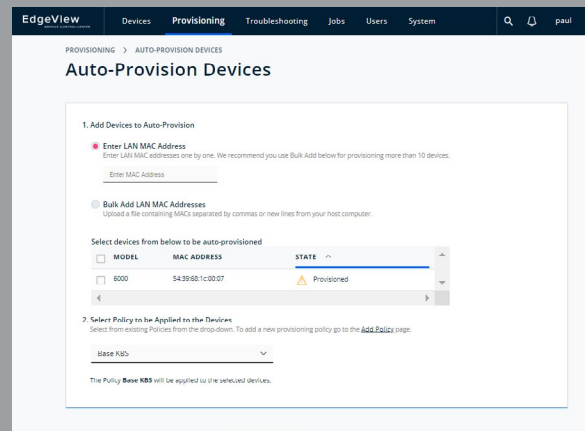 EdgeView
SERVICE CONTROL CENTER
Devices Provisioning Troubleshooting Jobs Users System paul
PROVISIONING > AUTO-PROVISION DEVICES
Auto-Provision Devices
1. Add Devices to Auto-Provision
Enter LAN MAC Address
Enter LAN MAC addresses one by one. We recommend you use Bulk Add below for provisioning more than 10 devices.
Enter MAC Address
Bulk Add LAN MAC Addresses
Upload a file containing MACs separated by commas or new lines from your host computer.
Select devices from below to be auto-provisioned
MODEL MAC ADDRESS STATE
6000 54:39:68:1c:00:07 Provisioned
2. Select Policy to be Applied to the Devices
Select from existing Policies from the drop-down. To add a new provisioning policy go to the Add Policy page.
Base KBS
The Policy Base KBS will be applied to the selected devices.